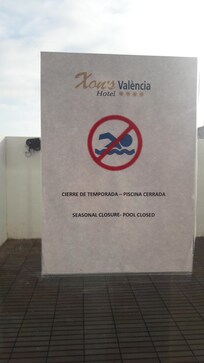 Xon's València
Hotel ★★★★
CIERRE DE TEMPORADA – PISCINA CERRADA
SEASONAL CLOSURE- POOL CLOSED